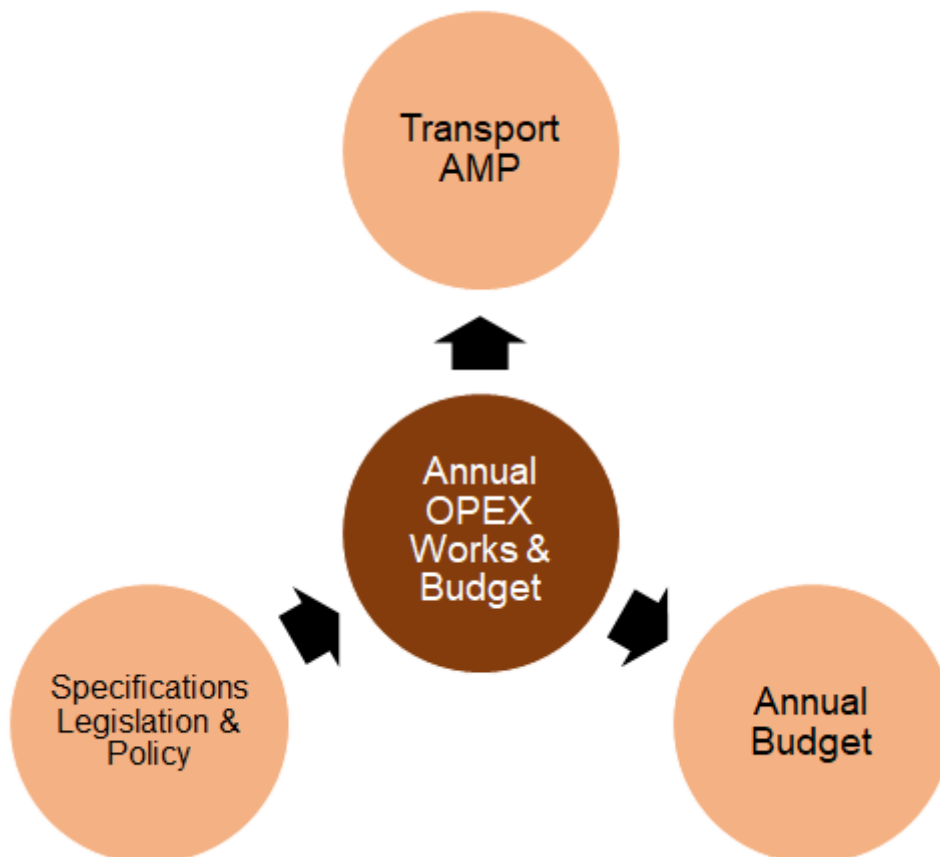 Transport
AMP
Annual
OPEX
Works &
Budget
Specifications
Legislation &
Policy
Annual
Budget